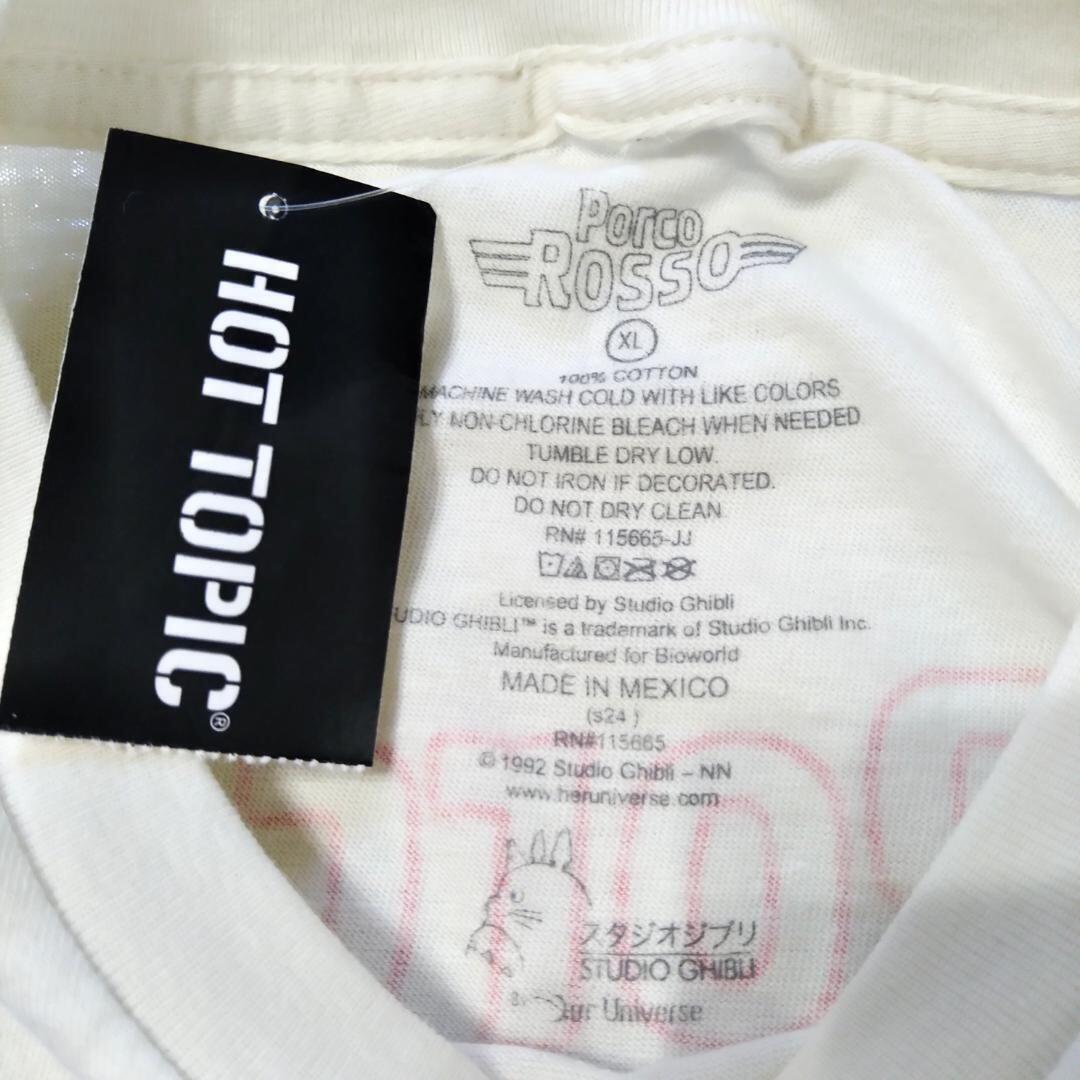 HOT TOPIC®
Porco
ROSSO
XL
100% COTTON
MACHINE WASH COLD WITH LIKE COLORS
LY NON-CHLORINE BLEACH WHEN NEEDED
TUMBLE DRY LOW.
DO NOT IRON IF DECORATED.
DO NOT DRY CLEAN
RN# 115665-JJ
Licensed by Studio Ghibli
UDIO GHIBLI™ is a trademark of Studio Ghibli Inc.
Manufactured for Bioworld
MADE IN MEXICO
(s24 )
RN#115665
© 1992 Studio Ghibli – NN
www.heruniverse.com
スタジオジブリ
STUDIO GHIBLI
Our Universe